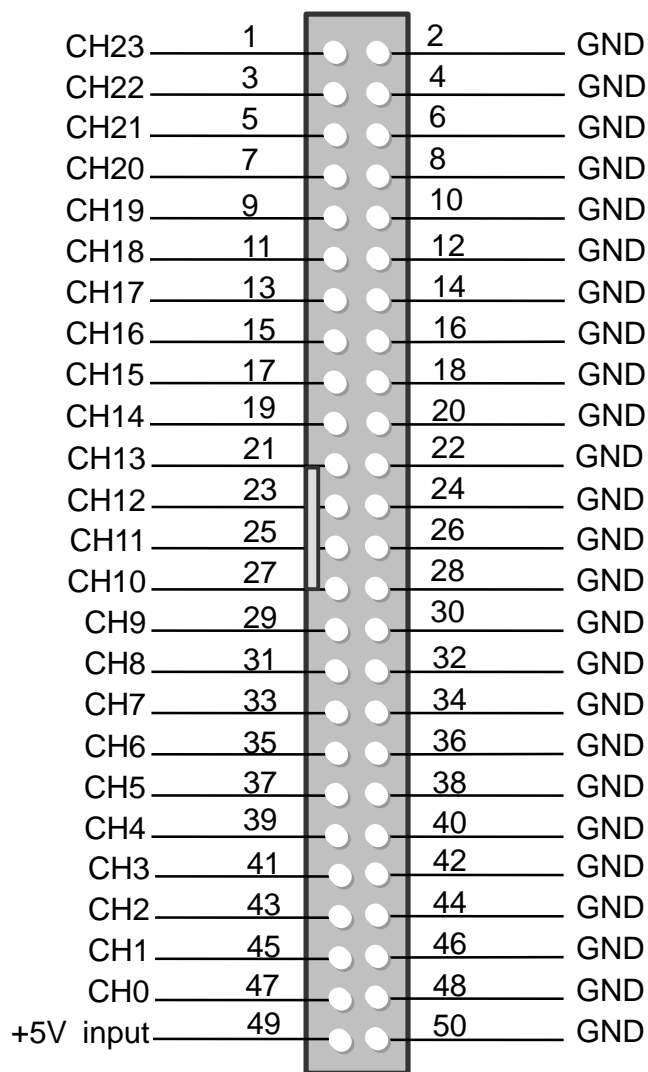 CH23 1 2 GND
CH22 3 4 GND
CH21 5 6 GND
CH20 7 8 GND
CH19 9 10 GND
CH18 11 12 GND
CH17 13 14 GND
CH16 15 16 GND
CH15 17 18 GND
CH14 19 20 GND
CH13 21 22 GND
CH12 23 24 GND
CH11 25 26 GND
CH10 27 28 GND
CH9 29 30 GND
CH8 31 32 GND
CH7 33 34 GND
CH6 35 36 GND
CH5 37 38 GND
CH4 39 40 GND
CH3 41 42 GND
CH2 43 44 GND
CH1 45 46 GND
CH0 47 48 GND
+5V input 49 50 GND